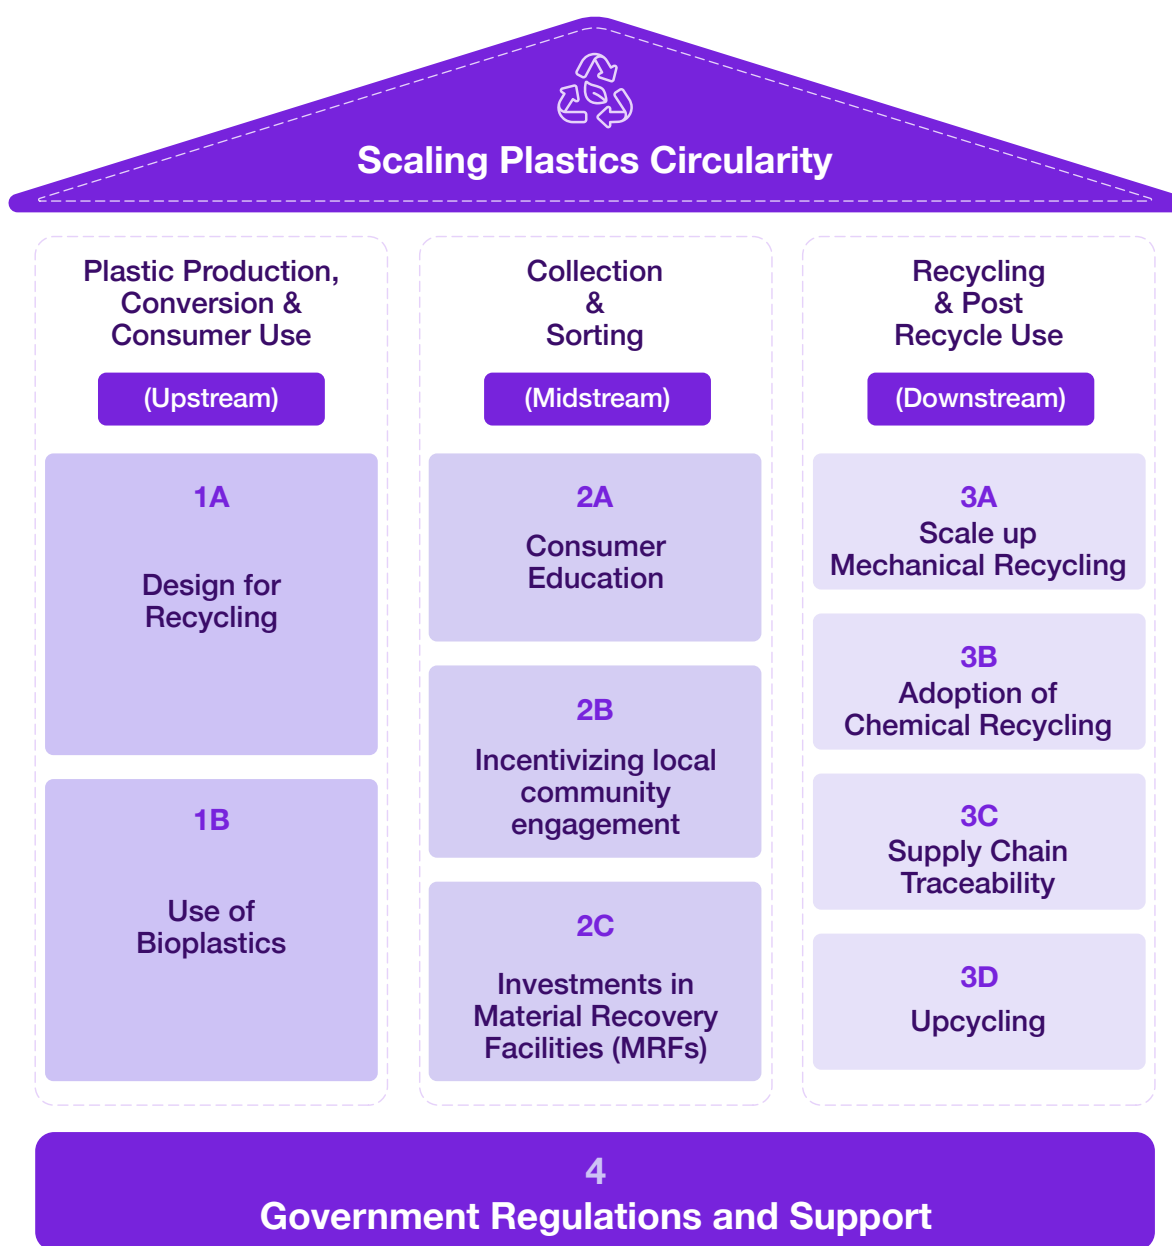 Scaling Plastics Circularity
Plastic Production,
Conversion &
Consumer Use
(Upstream)
1A
Design for
Recycling
1B
Use of
Bioplastics
Collection
&
Sorting
(Midstream)
2A
Consumer
Education
2B
Incentivizing local
community
engagement
2C
Investments in
Material Recovery
Facilities (MRFs)
Recycling
& Post
Recycle Use
(Downstream)
3A
Scale up
Mechanical Recycling
3B
Adoption of
Chemical Recycling
3C
Supply Chain
Traceability
3D
Upcycling
4
Government Regulations and Support